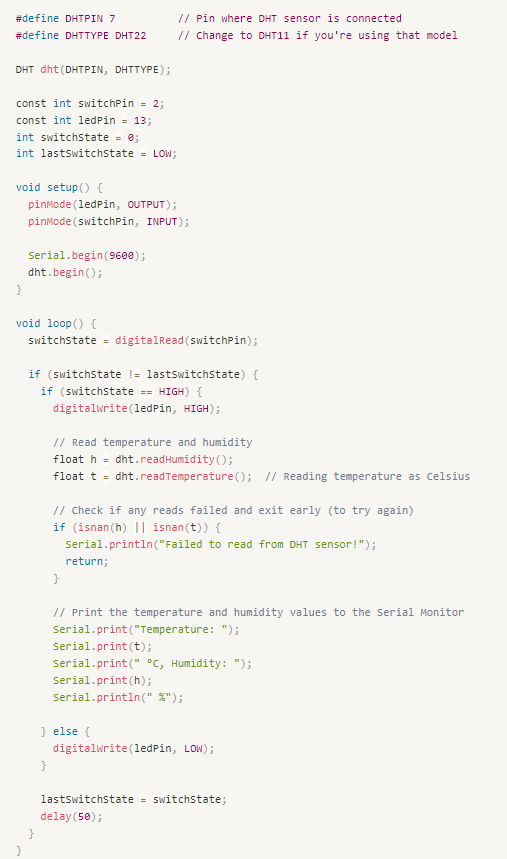 #define DHTPIN 7          // Pin where DHT sensor is connected
#define DHTTYPE DHT22     // Change to DHT11 if you're using that model

DHT dht(DHTPIN, DHTTYPE);

const int switchPin = 2;
const int ledPin = 13;
int switchState = 0;
int lastSwitchState = LOW;

void setup() {
  pinMode(ledPin, OUTPUT);
  pinMode(switchPin, INPUT);

  Serial.begin(9600);
  dht.begin();
}

void loop() {
  switchState = digitalRead(switchPin);

  if (switchState != lastSwitchState) {
    if (switchState == HIGH) {
      digitalWrite(ledPin, HIGH);

      // Read temperature and humidity
      float h = dht.readHumidity();
      float t = dht.readTemperature();  // Reading temperature as Celsius

      // Check if any reads failed and exit early (to try again)
      if (isnan(h) || isnan(t)) {
        Serial.println("Failed to read from DHT sensor!");
        return;
      }

      // Print the temperature and humidity values to the Serial Monitor
      Serial.print("Temperature: ");
      Serial.print(t);
      Serial.print(" °C, Humidity: ");
      Serial.print(h);
      Serial.println(" %");

    } else {
      digitalWrite(ledPin, LOW);
    }

    lastSwitchState = switchState;
    delay(50);
  }
}